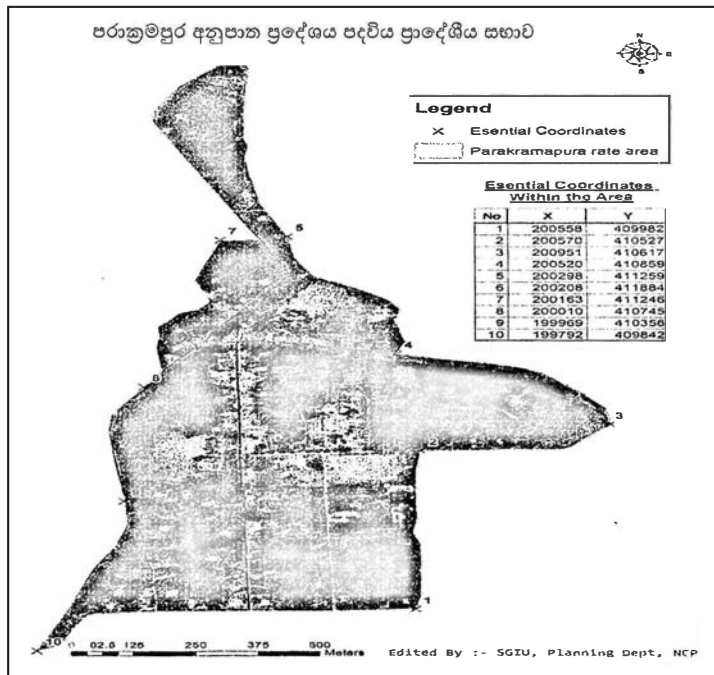 පරාක්‍රමපුර අනුපාත ප්‍රදේශය පදවිය ප්‍රාදේශීය සභාව
N
S
Legend
Esential Coordinates
Parakramapura rate area
Esential Coordinates
Within the Area
No X Y
1 200558 409982
2 200570 410527
3 200951 410617
4 200520 410859
5 200298 411259
6 200208 411884
7 200163 411246
8 200010 410745
9 199969 410356
10 199792 409842
5
7
4
8
3
1
10
0 62.5 125 250 375 500
Meters
Edited By :- SGIU, Planning Dept, NCP